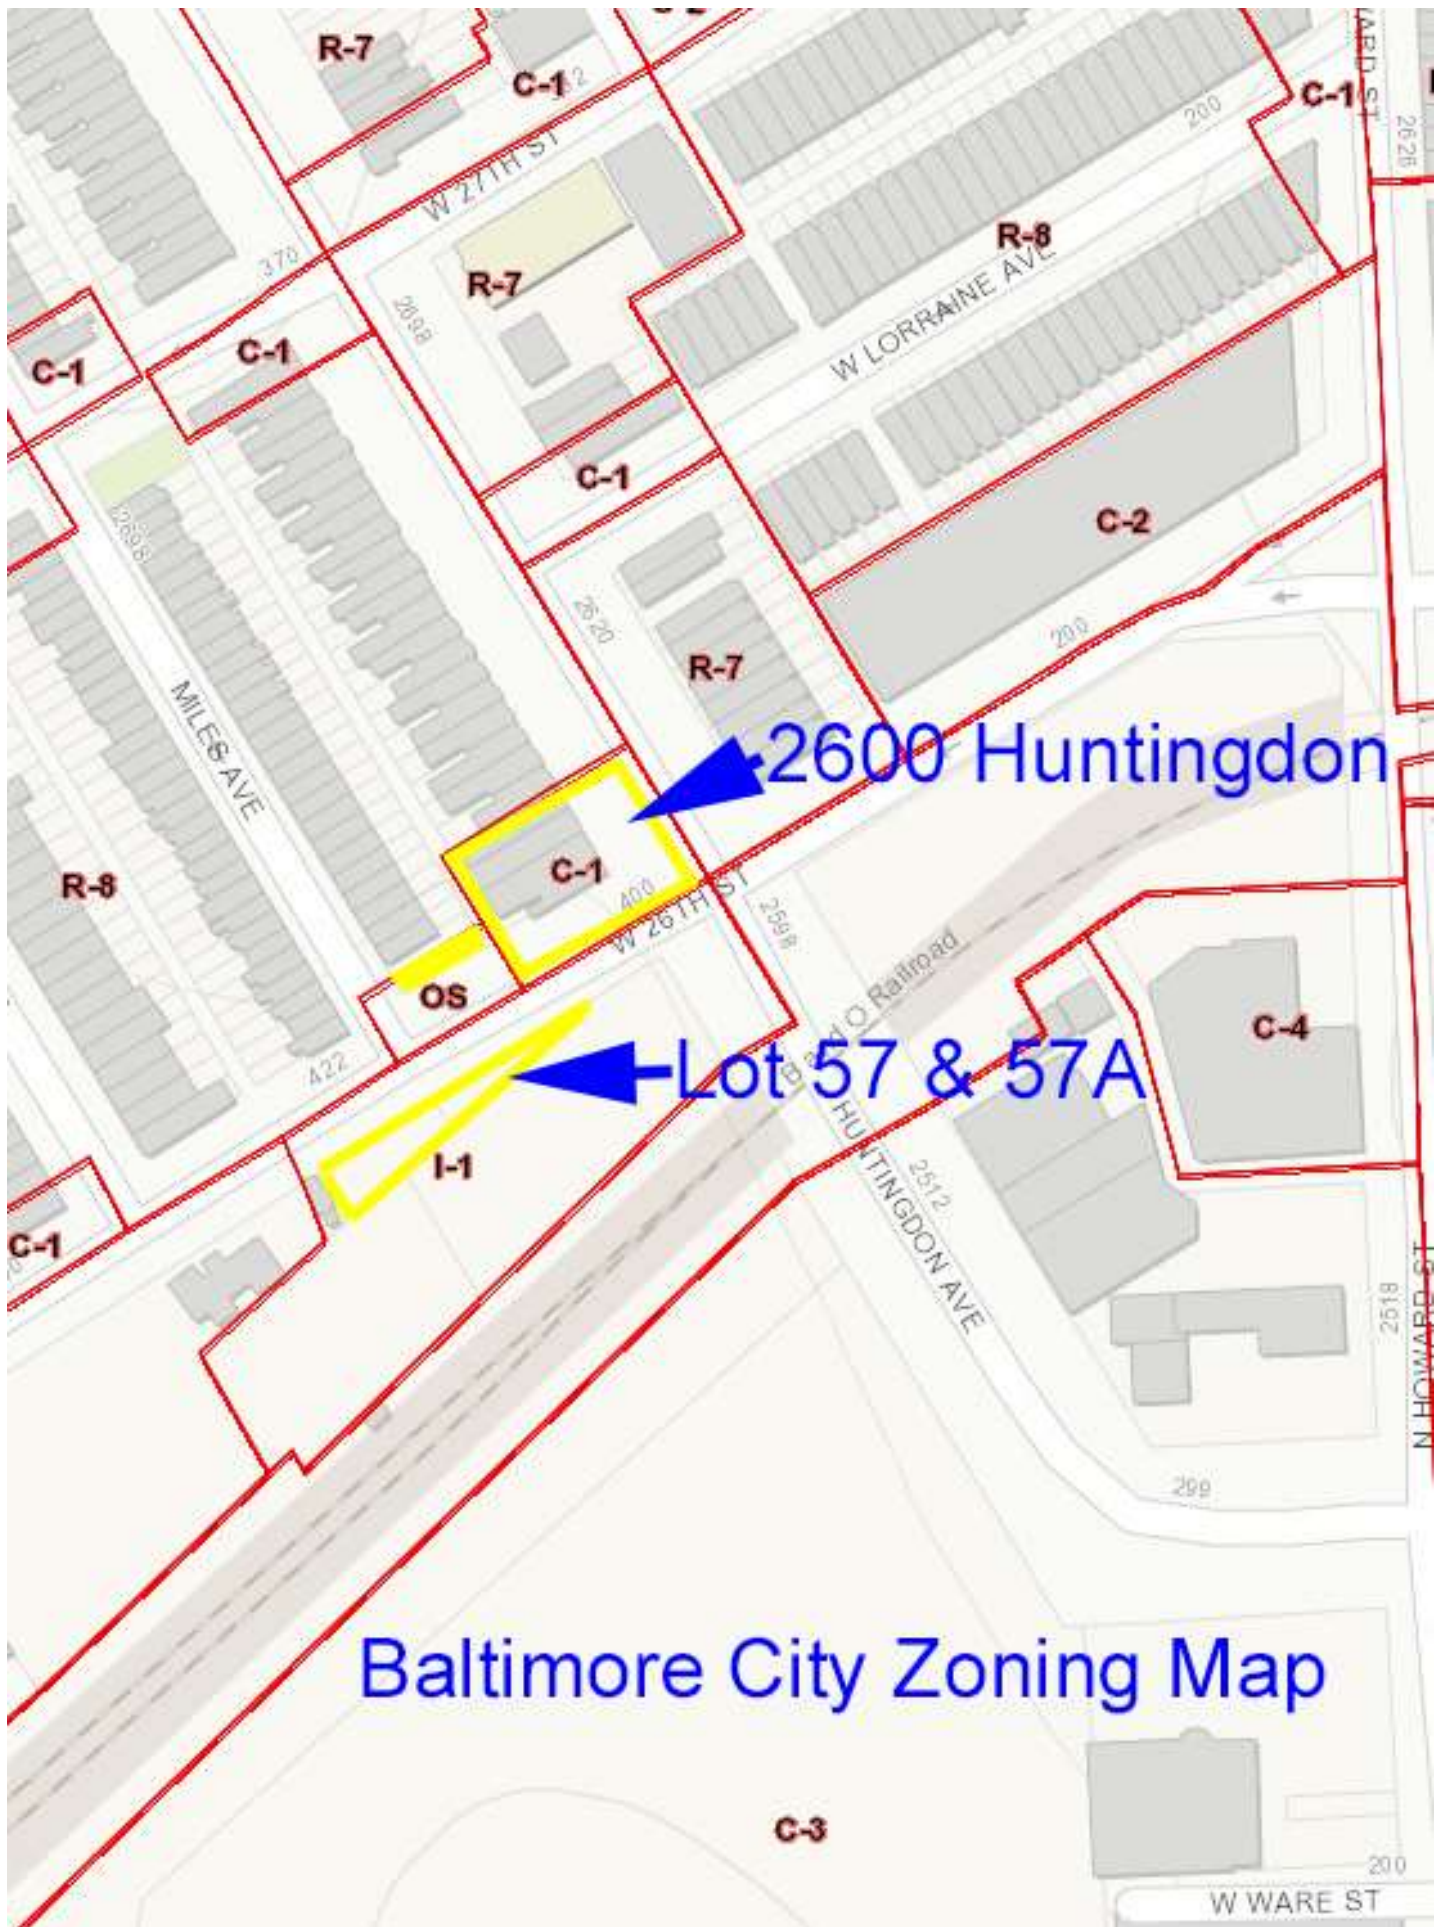 R-7
C-1
C-1
W 27TH ST
200
2626
370
R-7
R-8
2698
C-1
C-1
W LORRAINE AVE
C-1
2698
C-2
2620
200
R-7
MILES AVE
2600 Huntingdon
R-8
C-1
400
W 26TH ST
2598
Railroad
OS
C-4
422
Lot 57 & 57A
HUNTINGDON AVE
I-1
2512
C-1
2518
N HOWARD ST
299
Baltimore City Zoning Map
C-3
200
W WARE ST